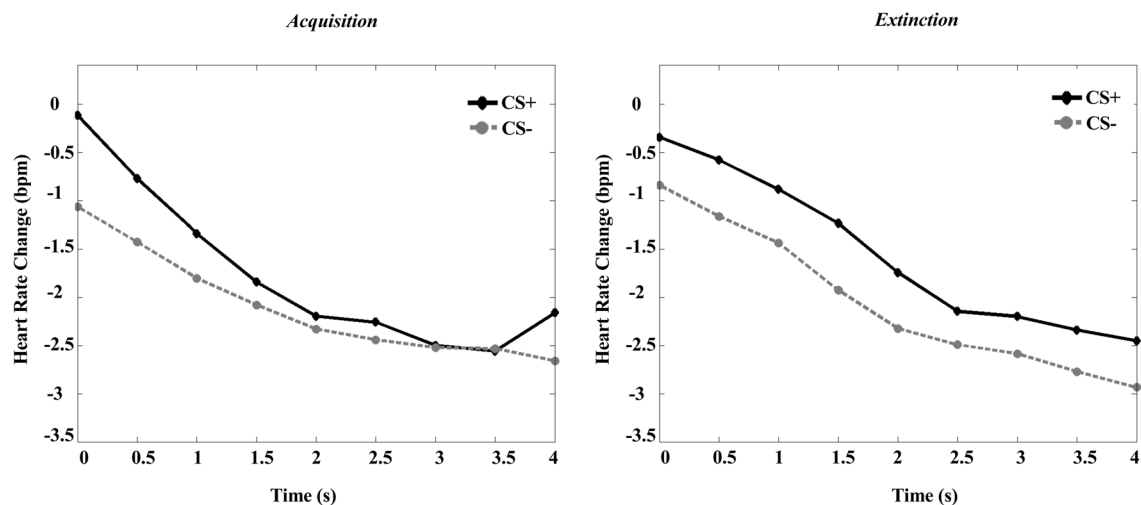 Acquisition
Heart Rate Change (bpm)
0
-0.5
-1
-1.5
-2
-2.5
-3
-3.5
CS+
CS-
0 0.5 1 1.5 2 2.5 3 3.5 4
Time (s)
Extinction
Heart Rate Change (bpm)
0
-0.5
-1
-1.5
-2
-2.5
-3
-3.5
CS+
CS-
0 0.5 1 1.5 2 2.5 3 3.5 4
Time (s)